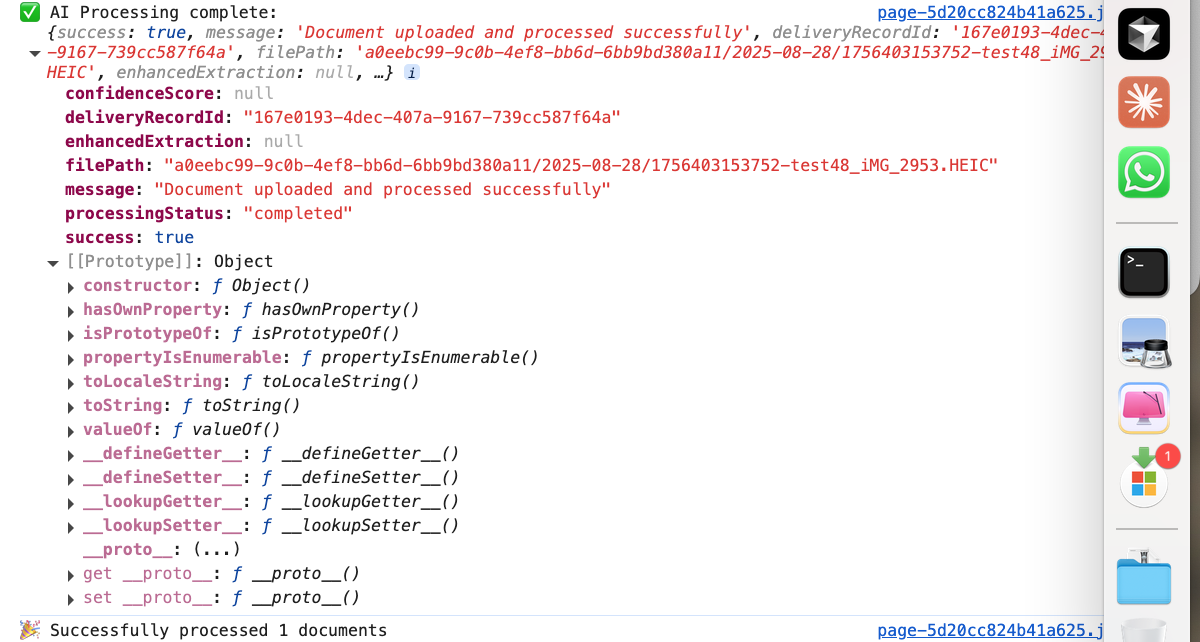 AI Processing complete: page-5d20cc824b41a625.j
{success: true, message: 'Document uploaded and processed successfully', deliveryRecordId: '167e0193-4dec-4
-9167-739cc587f64a', filePath: 'a0eebc99-9c0b-4ef8-bb6d-6bb9bd380a11/2025-08-28/1756403153752-test48_iMG_29
HEIC', enhancedExtraction: null, …} i
confidenceScore: null
deliveryRecordId: "167e0193-4dec-407a-9167-739cc587f64a"
enhancedExtraction: null
filePath: "a0eebc99-9c0b-4ef8-bb6d-6bb9bd380a11/2025-08-28/1756403153752-test48_iMG_2953.HEIC"
message: "Document uploaded and processed successfully"
processingStatus: "completed"
success: true
[[Prototype]]: Object
constructor: ƒ Object()
hasOwnProperty: ƒ hasOwnProperty()
isPrototypeOf: ƒ isPrototypeOf()
propertyIsEnumerable: ƒ propertyIsEnumerable()
toLocaleString: ƒ toLocaleString()
toString: ƒ toString()
valueOf: ƒ valueOf()
__defineGetter__: ƒ __defineGetter__()
__defineSetter__: ƒ __defineSetter__()
__lookupGetter__: ƒ __lookupGetter__()
__lookupSetter__: ƒ __lookupSetter__()
__proto__: (...)
get __proto__: ƒ __proto__()
set __proto__: ƒ __proto__()
Successfully processed 1 documents page-5d20cc824b41a625.j
>_
1